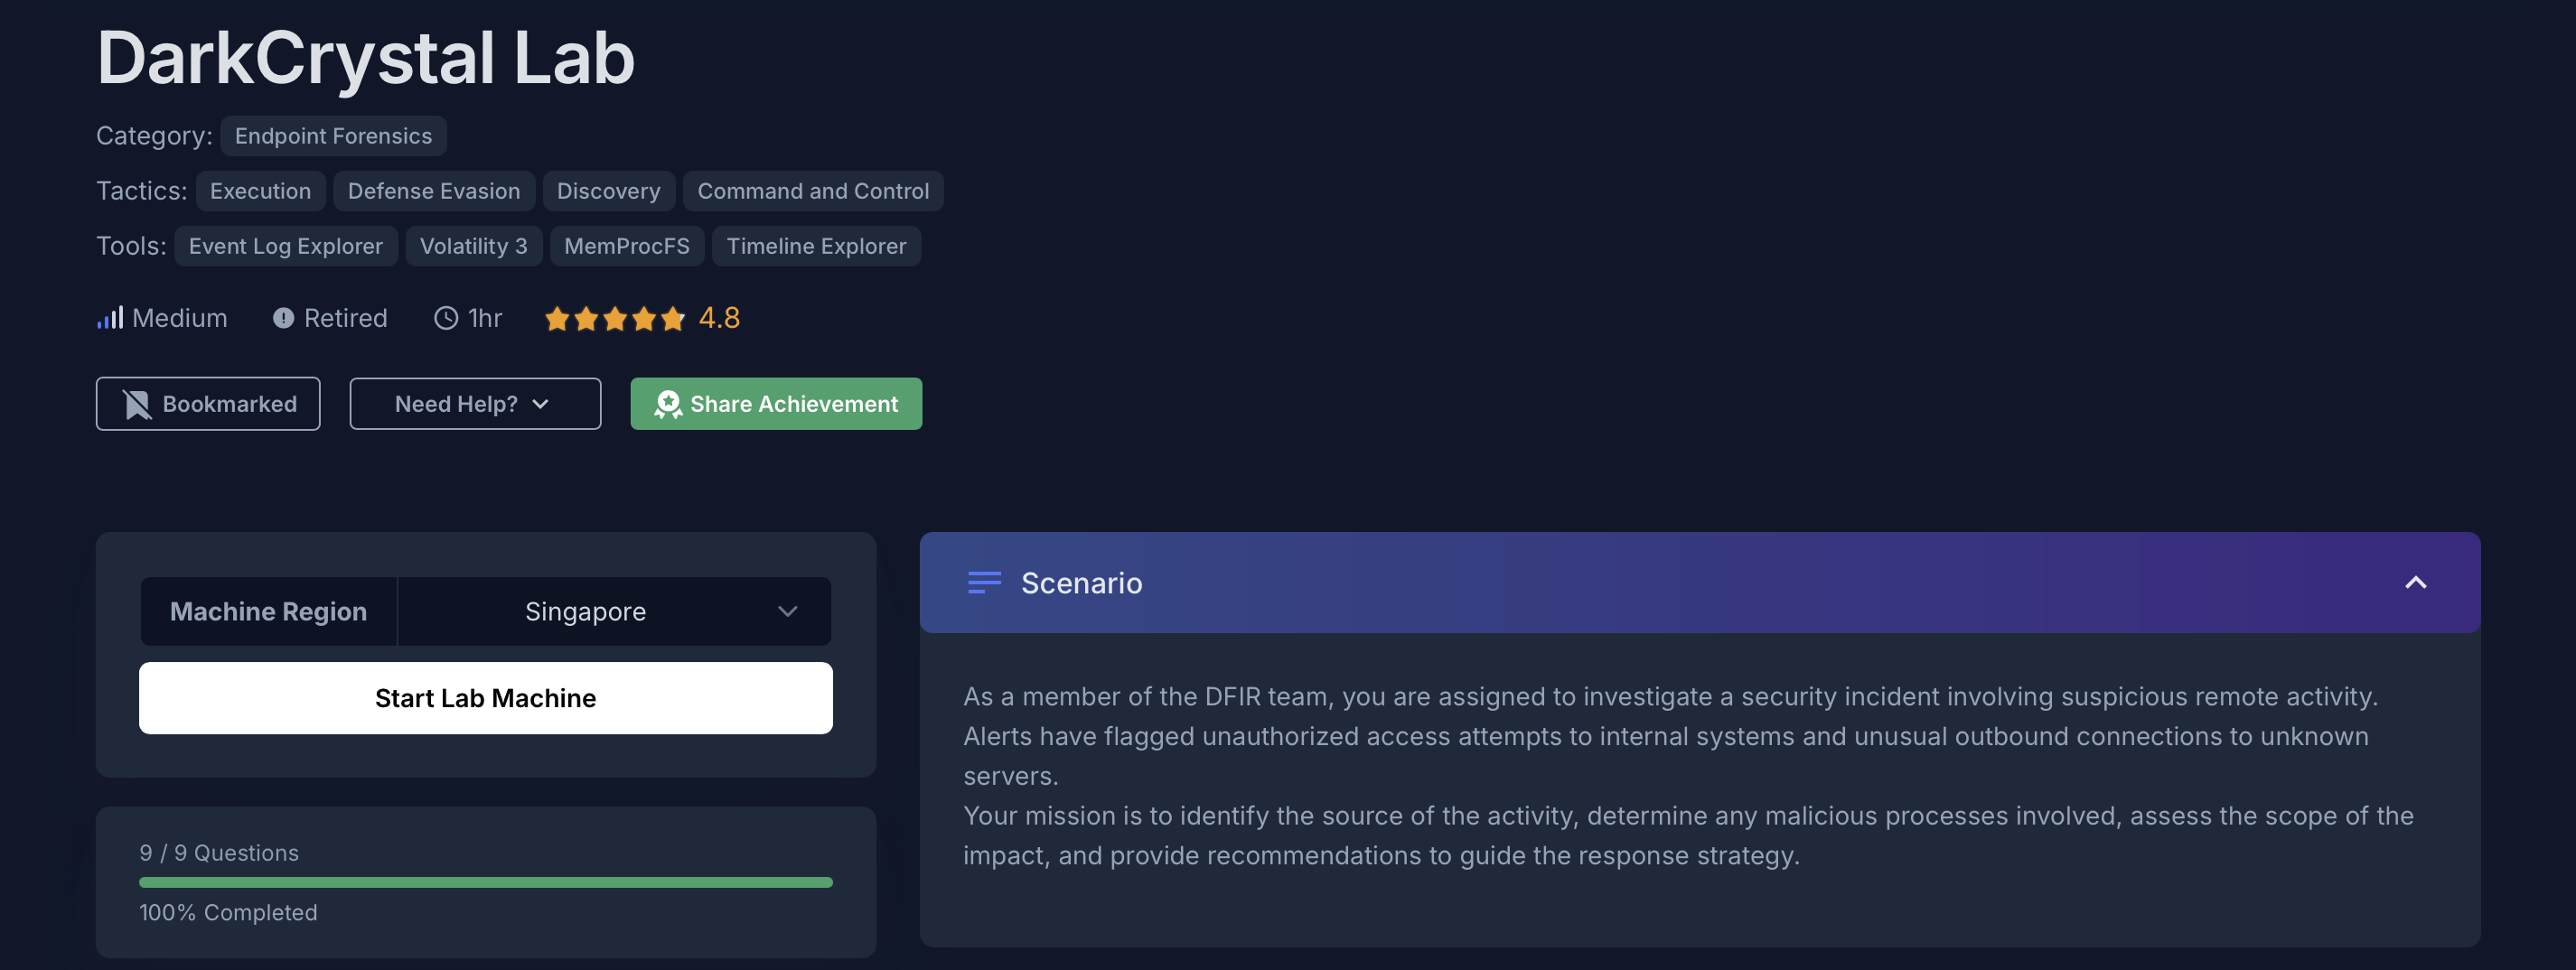 DarkCrystal Lab
Category: Endpoint Forensics
Tactics: Execution Defense Evasion Discovery Command and Control
Tools: Event Log Explorer Volatility 3 MemProcFS Timeline Explorer
Medium Retired 1hr 4.8
Bookmarked Need Help? Share Achievement
Machine Region Singapore
Start Lab Machine
9 / 9 Questions
100% Completed
Scenario
As a member of the DFIR team, you are assigned to investigate a security incident involving suspicious remote activity.
Alerts have flagged unauthorized access attempts to internal systems and unusual outbound connections to unknown
servers.
Your mission is to identify the source of the activity, determine any malicious processes involved, assess the scope of the
impact, and provide recommendations to guide the response strategy.